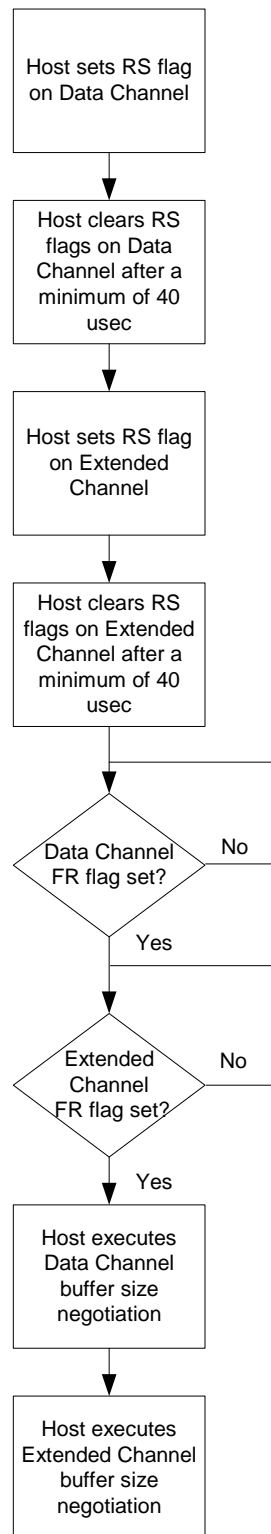 Host sets RS flag
on Data Channel
Host clears RS
flags on Data
Channel after a
minimum of 40
usec
Host sets RS flag
on Extended
Channel
Host clears RS
flags on Extended
Channel after a
minimum of 40
usec
Data Channel
FR flag set?
No
Yes
Extended
Channel
FR flag set?
No
Yes
Host executes
Data Channel
buffer size
negotiation
Host executes
Extended Channel
buffer size
negotiation